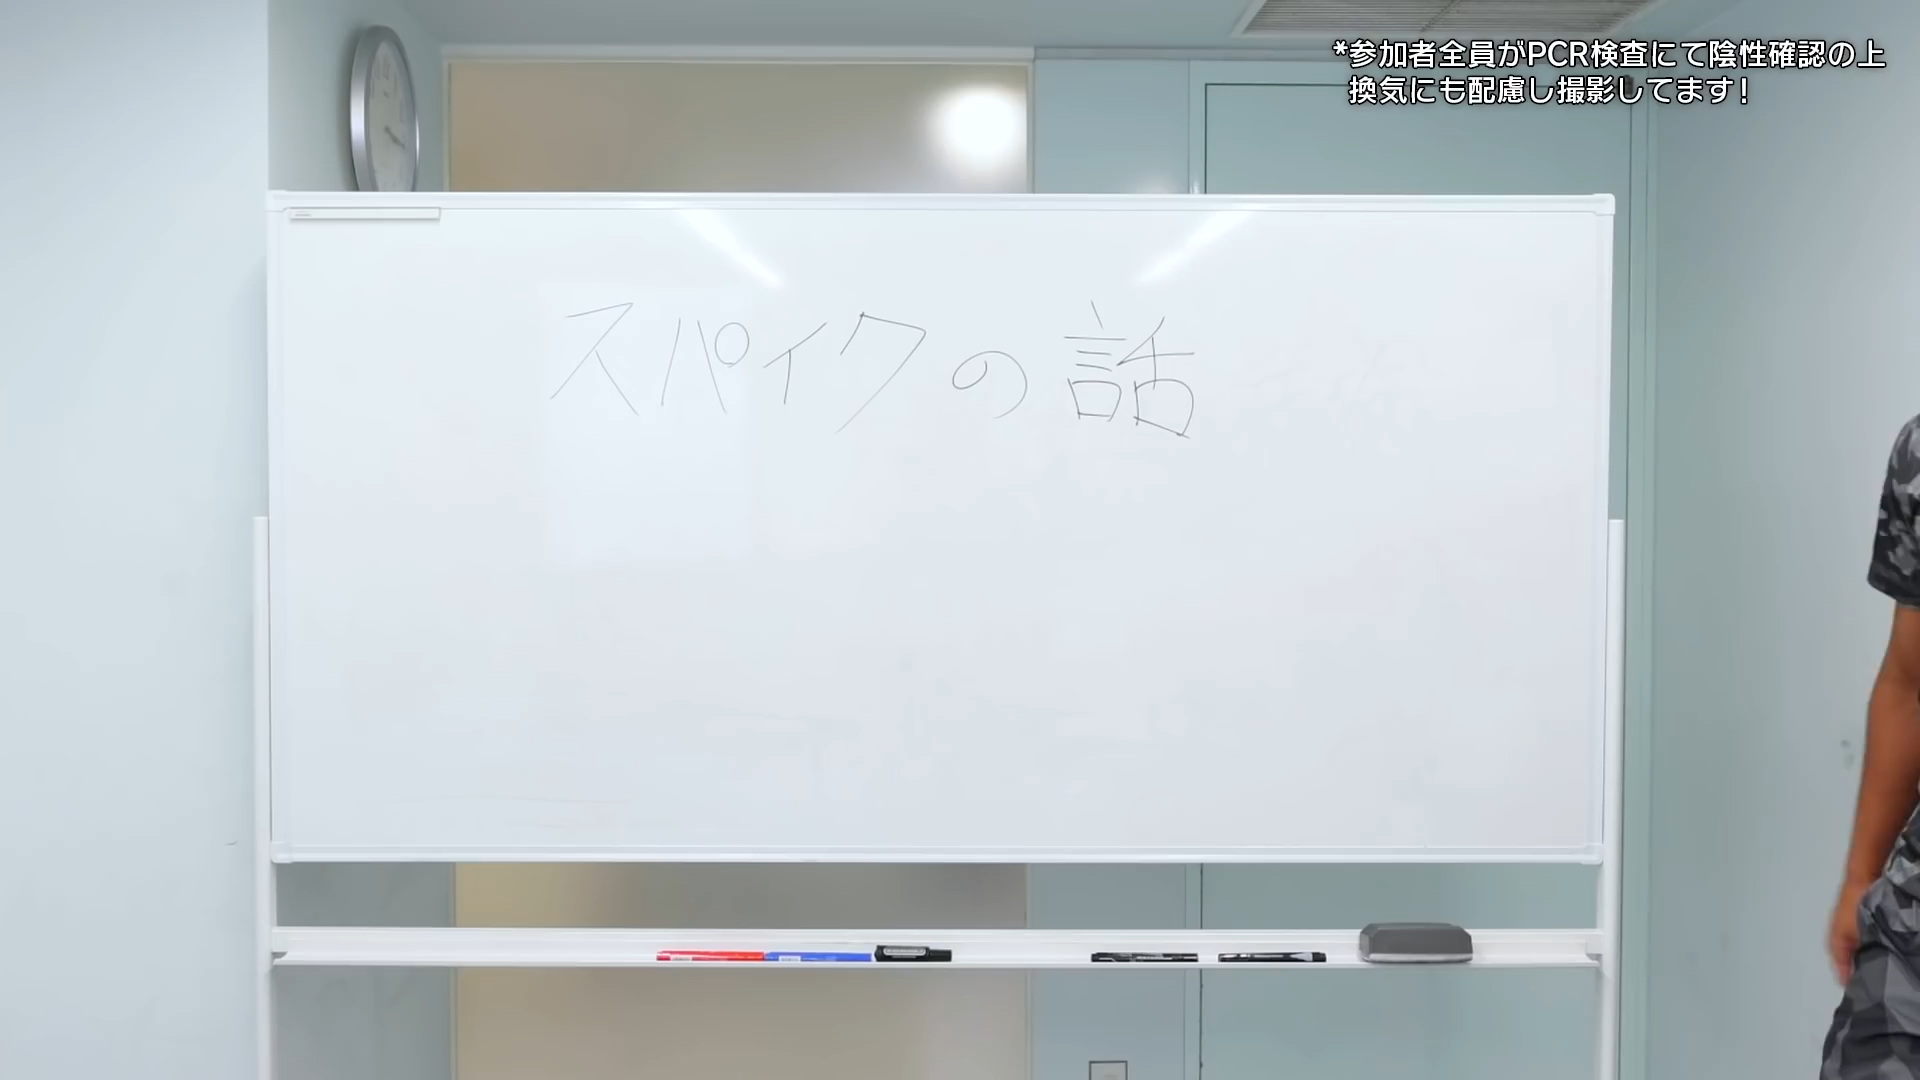 *参加者全員がPCR検査にて陰性確認の上
換気にも配慮し撮影してます!
スパイクの話